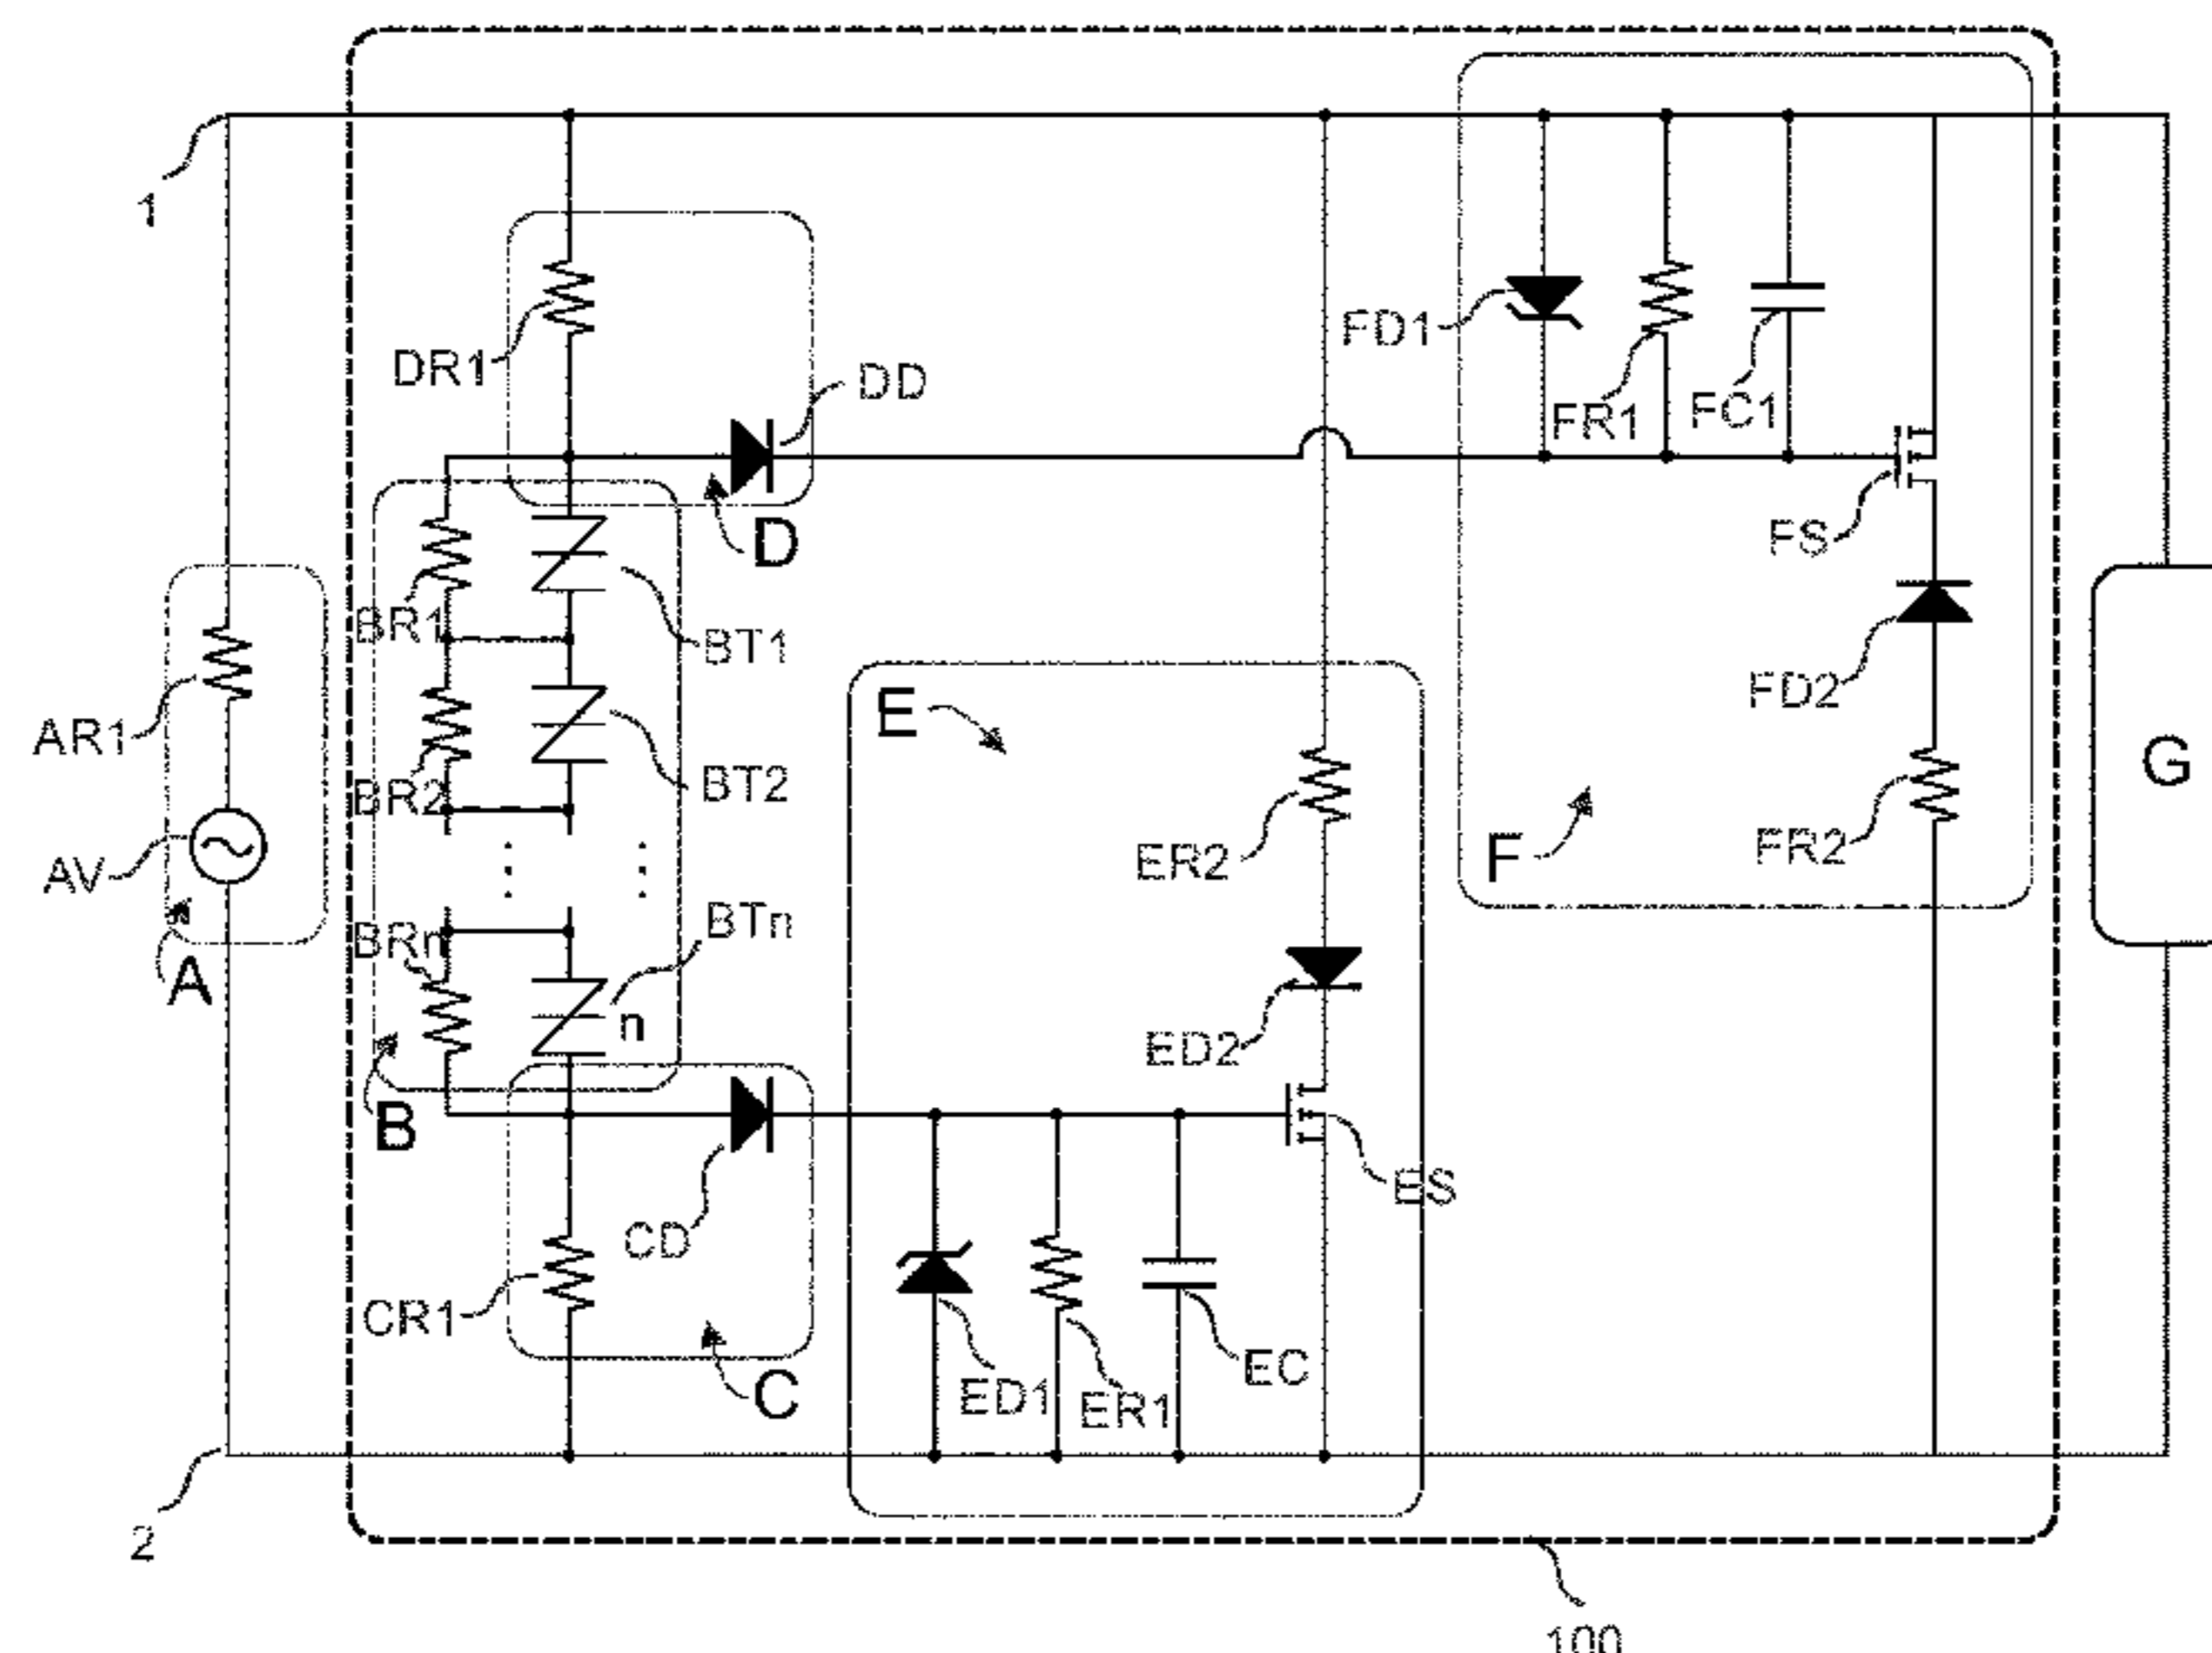 1
DR1
DD
FD1
FR1
FC1
D
FS
BR1
BT1
AR1
E
FD2
BR2
BT2
G
AV
ER2
F
FR2
BRn
BTn
A
n
ED2
B
ES
CD
CR1
C
ED1
ER1
EC
2
100